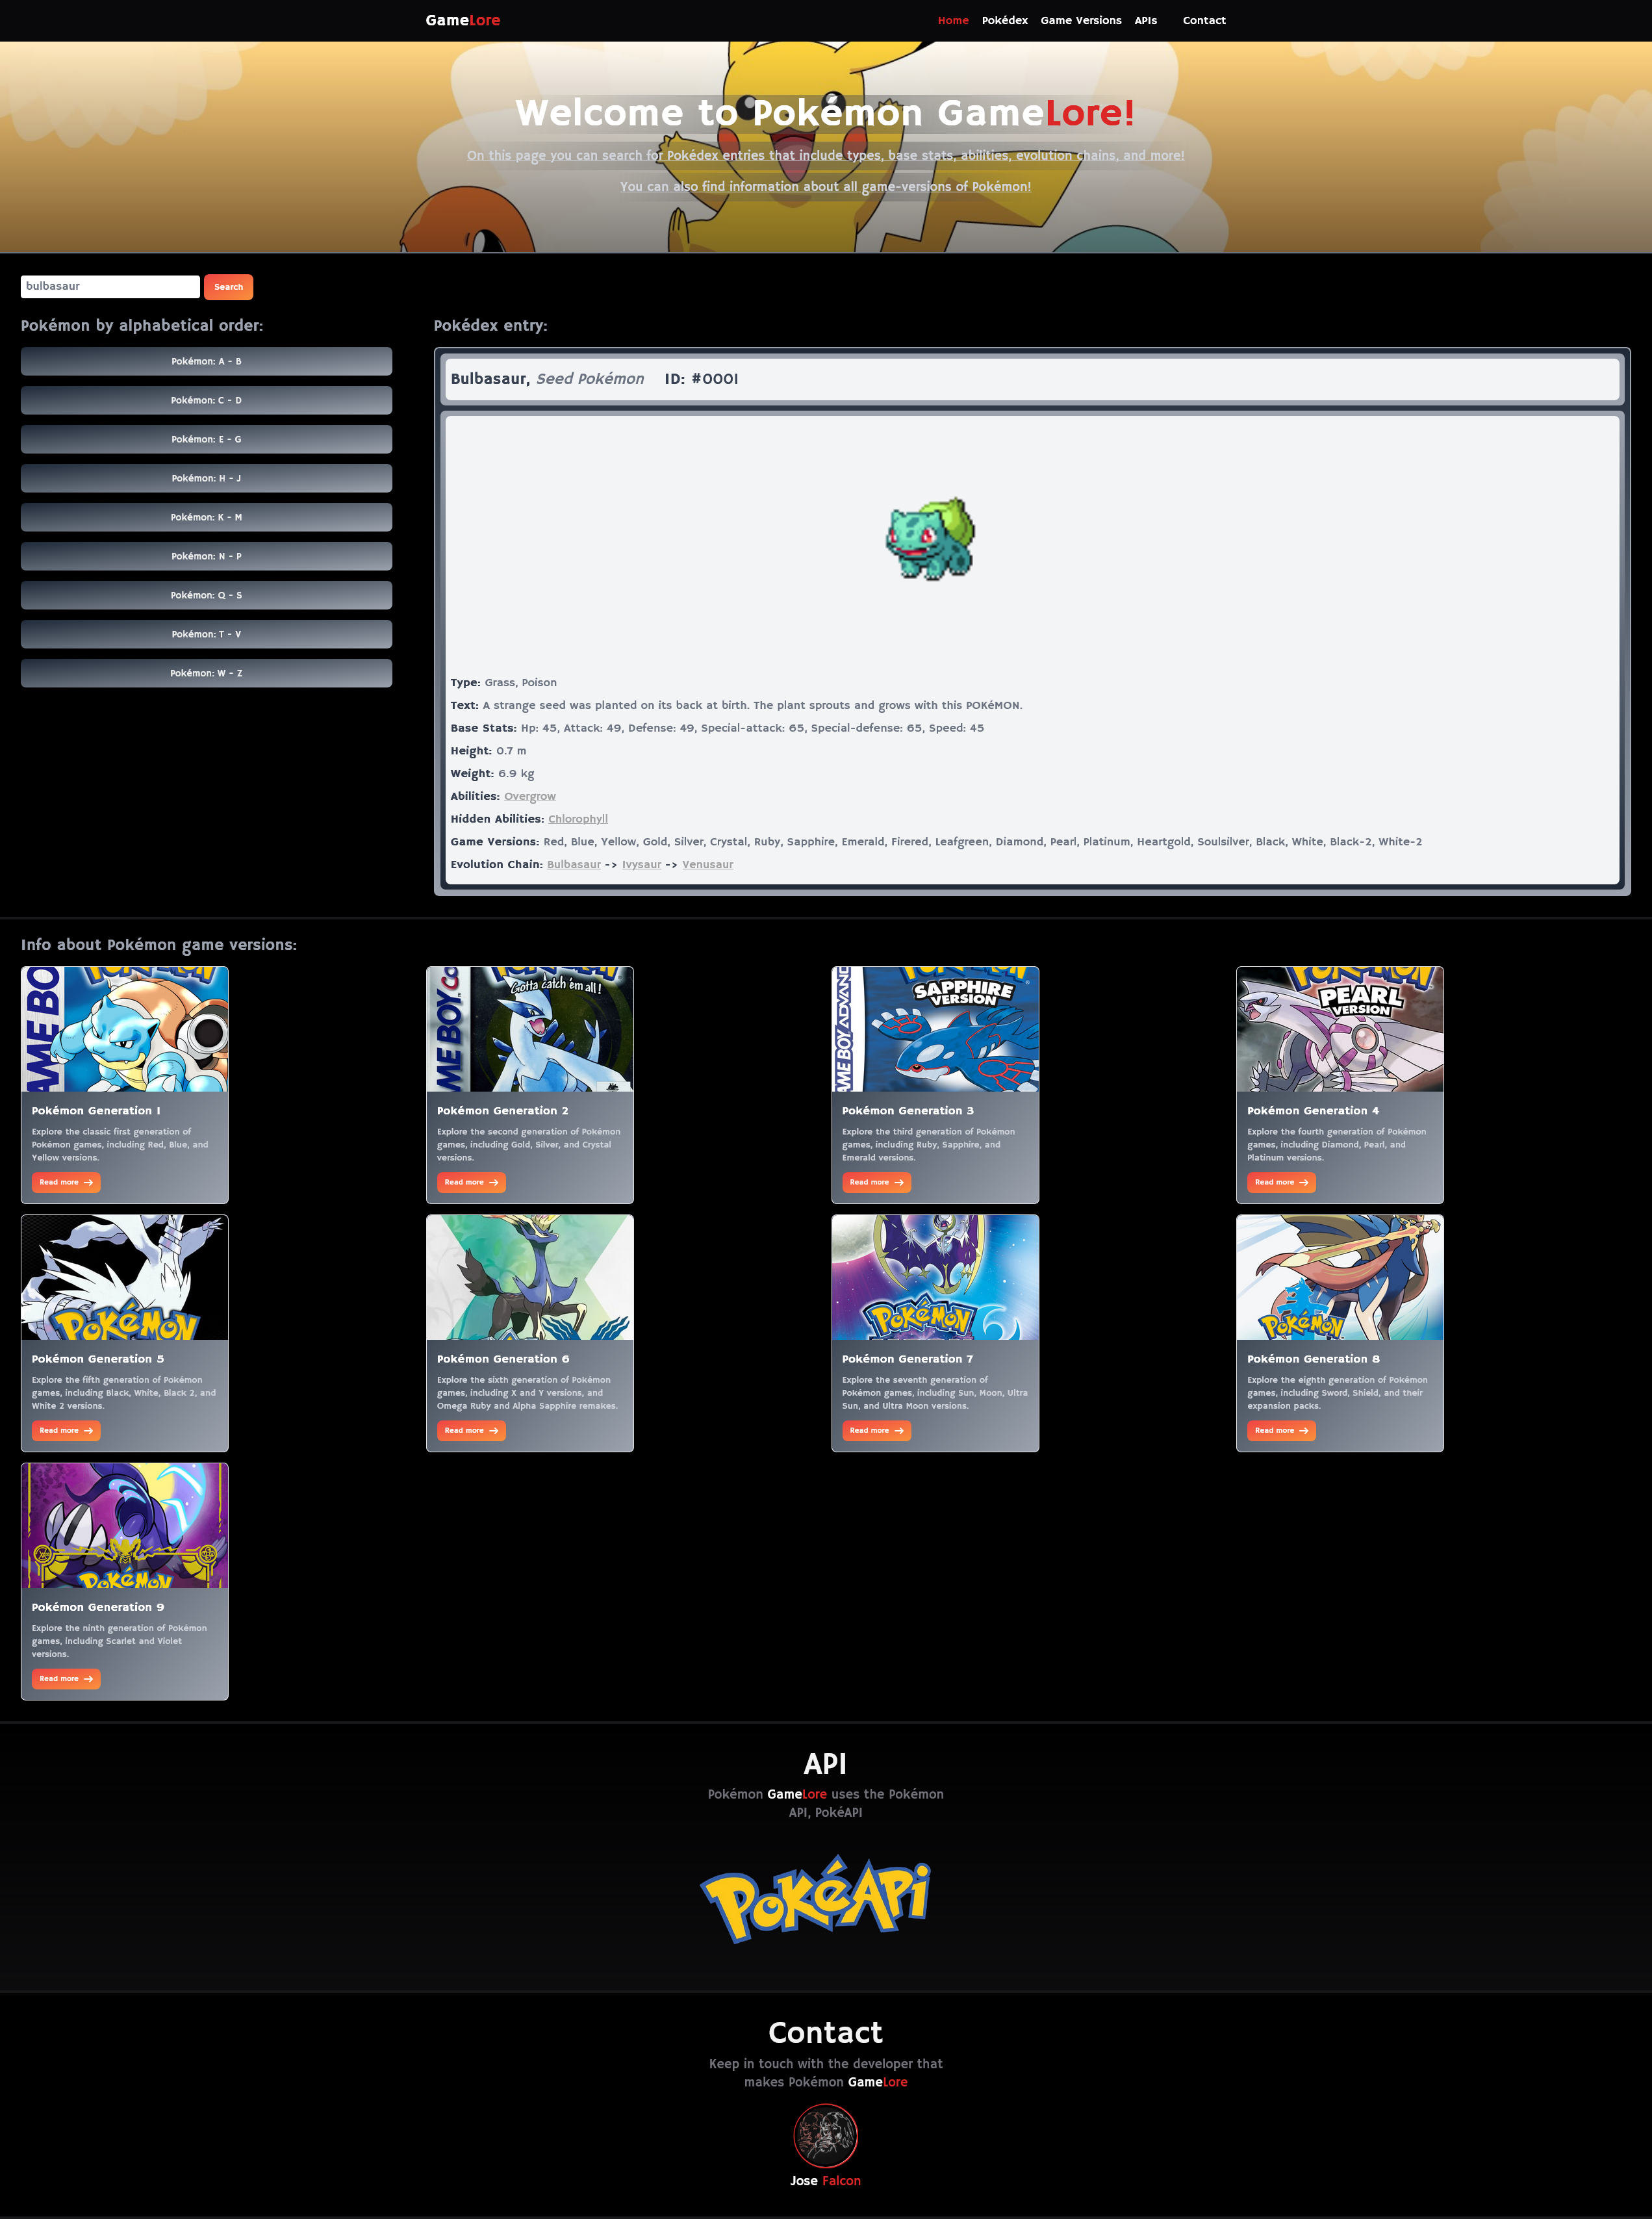 GameLore
Home Pokédex Game Versions APIs Contact
Welcome to Pokémon GameLore!
On this page you can search for Pokédex entries that include types, base stats, abilities, evolution chains, and more!
You can also find information about all game-versions of Pokémon!
bulbasaur Search
Pokémon by alphabetical order:
Pokémon: A - B
Pokémon: C - D
Pokémon: E - G
Pokémon: H - J
Pokémon: K - M
Pokémon: N - P
Pokémon: Q - S
Pokémon: T - V
Pokémon: W - Z
Pokédex entry:
Bulbasaur, Seed Pokémon ID: #0001
Type: Grass, Poison
Text: A strange seed was planted on its back at birth. The plant sprouts and grows with this POKéMON.
Base Stats: Hp: 45, Attack: 49, Defense: 49, Special-attack: 65, Special-defense: 65, Speed: 45
Height: 0.7 m
Weight: 6.9 kg
Abilities: Overgrow
Hidden Abilities: Chlorophyll
Game Versions: Red, Blue, Yellow, Gold, Silver, Crystal, Ruby, Sapphire, Emerald, Firered, Leafgreen, Diamond, Pearl, Platinum, Heartgold, Soulsilver, Black, White, Black-2, White-2
Evolution Chain: Bulbasaur -> Ivysaur -> Venusaur
Info about Pokémon game versions:
Pokémon Generation 1
Explore the classic first generation of
Pokémon games, including Red, Blue, and
Yellow versions.
Read more →
Gotta catch 'em all!
Pokémon Generation 2
Explore the second generation of Pokémon
games, including Gold, Silver, and Crystal
versions.
Read more →
SAPPHIRE
VERSION
Pokémon Generation 3
Explore the third generation of Pokémon
games, including Ruby, Sapphire, and
Emerald versions.
Read more →
PEARL
VERSION
Pokémon Generation 4
Explore the fourth generation of Pokémon
games, including Diamond, Pearl, and
Platinum versions.
Read more →
POKéMON
Pokémon Generation 5
Explore the fifth generation of Pokémon
games, including Black, White, Black 2, and
White 2 versions.
Read more →
Pokémon Generation 6
Explore the sixth generation of Pokémon
games, including X and Y versions, and
Omega Ruby and Alpha Sapphire remakes.
Read more →
POKéMON
Pokémon Generation 7
Explore the seventh generation of
Pokémon games, including Sun, Moon, Ultra
Sun, and Ultra Moon versions.
Read more →
POKéMON
Pokémon Generation 8
Explore the eighth generation of Pokémon
games, including Sword, Shield, and their
expansion packs.
Read more →
POKéMON
Pokémon Generation 9
Explore the ninth generation of Pokémon
games, including Scarlet and Violet
versions.
Read more →
API
Pokémon GameLore uses the Pokémon
API, PokéAPI
PokéAPi
Contact
Keep in touch with the developer that
makes Pokémon GameLore
Jose Falcon